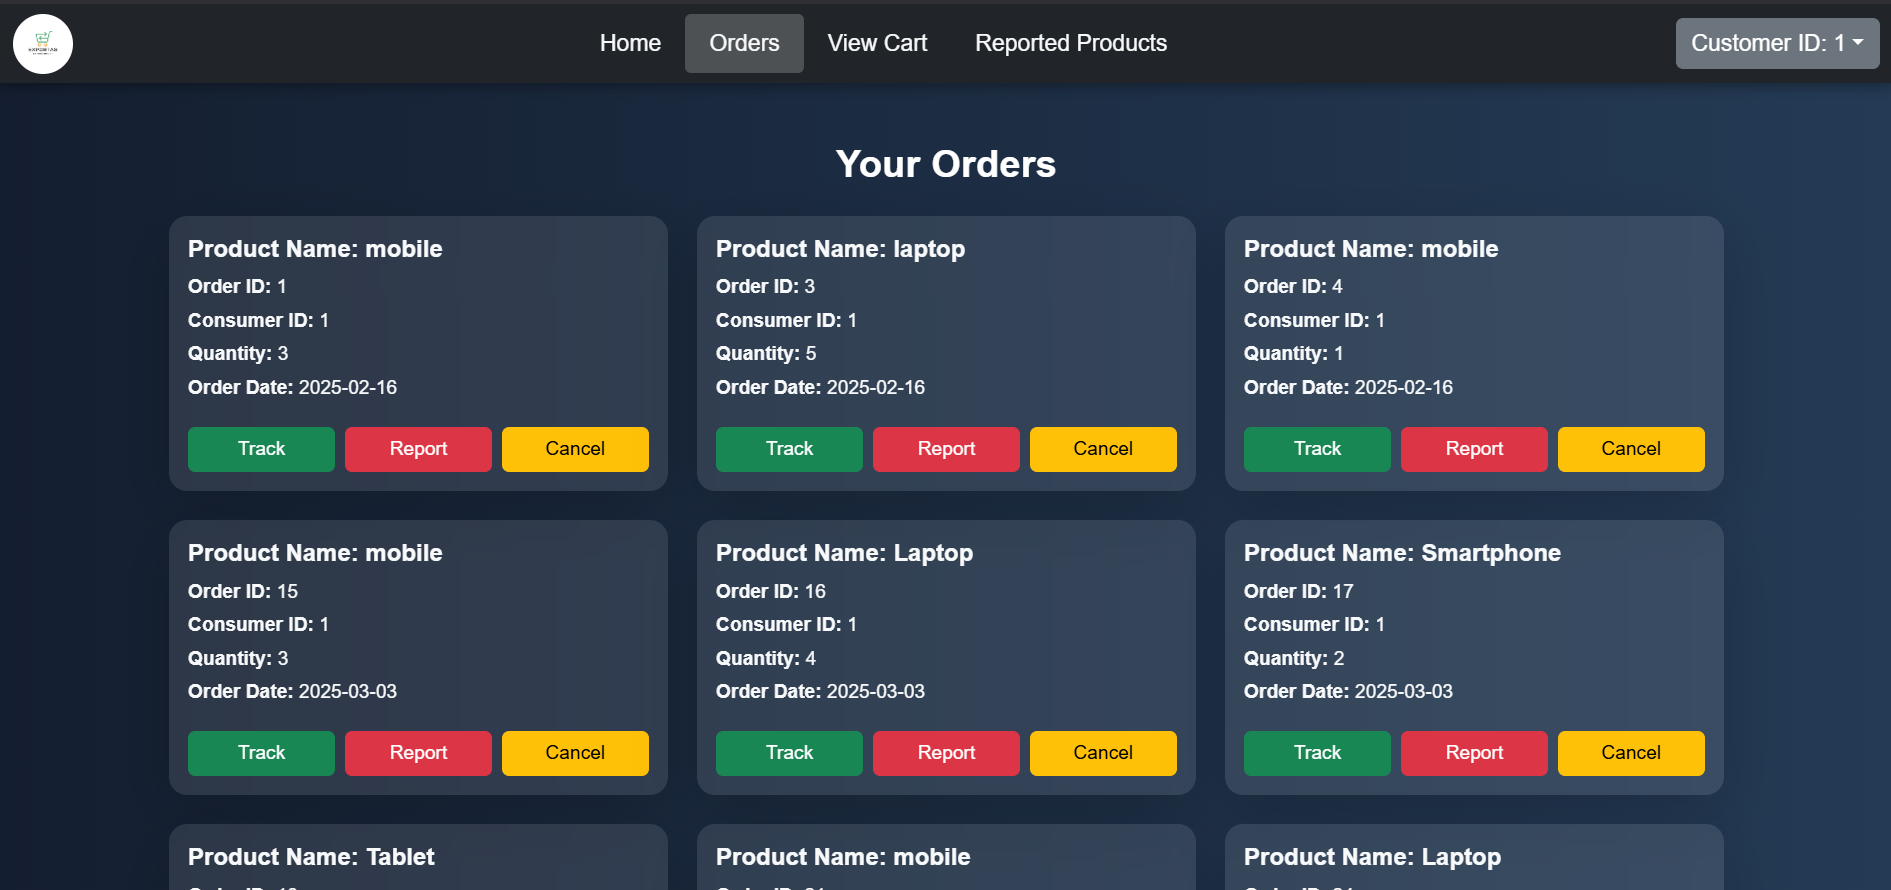 Home Orders View Cart Reported Products Customer ID: 1
Your Orders
Product Name: mobile
Order ID: 1
Consumer ID: 1
Quantity: 3
Order Date: 2025-02-16
Track Report Cancel
Product Name: laptop
Order ID: 3
Consumer ID: 1
Quantity: 5
Order Date: 2025-02-16
Track Report Cancel
Product Name: mobile
Order ID: 4
Consumer ID: 1
Quantity: 1
Order Date: 2025-02-16
Track Report Cancel
Product Name: mobile
Order ID: 15
Consumer ID: 1
Quantity: 3
Order Date: 2025-03-03
Track Report Cancel
Product Name: Laptop
Order ID: 16
Consumer ID: 1
Quantity: 4
Order Date: 2025-03-03
Track Report Cancel
Product Name: Smartphone
Order ID: 17
Consumer ID: 1
Quantity: 2
Order Date: 2025-03-03
Track Report Cancel
Product Name: Tablet
Product Name: mobile
Product Name: Laptop